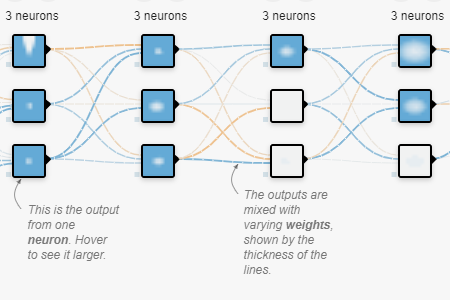 3 neurons 3 neurons 3 neurons 3 neurons
This is the output
from one
neuron. Hover
to see it larger.
The outputs are
mixed with
varying weights,
shown by the
thickness of the
lines.